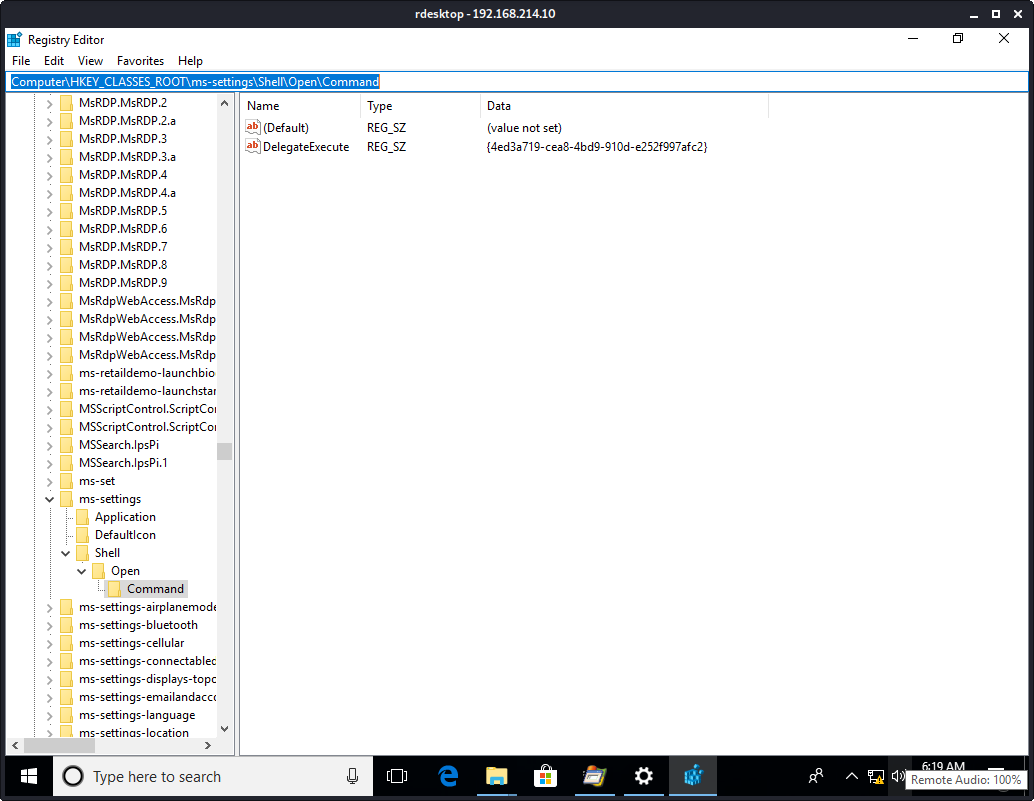 rdesktop - 192.168.214.10
Registry Editor
File Edit View Favorites Help
Computer\HKEY_CLASSES_ROOT\ms-settings\Shell\Open\Command
MsRDP.MsRDP.2
MsRDP.MsRDP.2.a
MsRDP.MsRDP.3
MsRDP.MsRDP.3.a
MsRDP.MsRDP.4
MsRDP.MsRDP.4.a
MsRDP.MsRDP.5
MsRDP.MsRDP.6
MsRDP.MsRDP.7
MsRDP.MsRDP.8
MsRDP.MsRDP.9
MsRdpWebAccess.MsRdp
MsRdpWebAccess.MsRdp
MsRdpWebAccess.MsRdp
MsRdpWebAccess.MsRdp
ms-retaildemo-launchbio
ms-retaildemo-launchstar
MSScriptControl.ScriptCor
MSScriptControl.ScriptCor
MSSearch.IpsPi
MSSearch.IpsPi.1
ms-set
ms-settings
Application
DefaultIcon
Shell
Open
Command
ms-settings-airplanemode
ms-settings-bluetooth
ms-settings-cellular
ms-settings-connectabled
ms-settings-displays-topo
ms-settings-emailandacco
ms-settings-language
ms-settings-location
Name Type Data
(Default) REG_SZ (value not set)
DelegateExecute REG_SZ {4ed3a719-cea8-4bd9-910d-e252f997afc2}
Type here to search
6:19 AM
Remote Audio: 100%